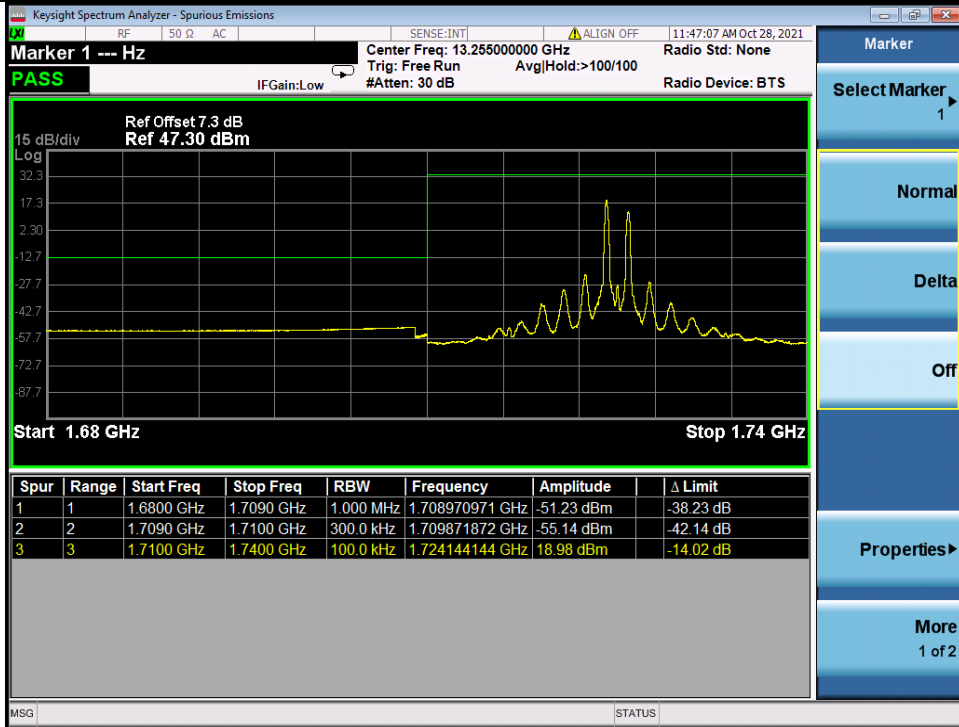 Keysight Spectrum Analyzer - Spurious Emissions
LXI RF 50 Ω AC SENSE:INT ALIGN OFF 11:47:07 AM Oct 28, 2021
Marker 1 --- Hz
PASS
IFGain:Low
Center Freq: 13.255000000 GHz
Trig: Free Run Avg|Hold:>100/100
#Atten: 30 dB
Radio Std: None
Radio Device: BTS
Ref Offset 7.3 dB
15 dB/div Ref 47.30 dBm
Log
32.3
17.3
2.30
-12.7
-27.7
-42.7
-57.7
-72.7
-87.7
Start 1.68 GHz Stop 1.74 GHz
Spur Range Start Freq Stop Freq RBW Frequency Amplitude Δ Limit
1 1 1.6800 GHz 1.7090 GHz 1.000 MHz 1.708970971 GHz -51.23 dBm -38.23 dB
2 2 1.7090 GHz 1.7100 GHz 300.0 kHz 1.709871872 GHz -55.14 dBm -42.14 dB
3 3 1.7100 GHz 1.7400 GHz 100.0 kHz 1.724144144 GHz 18.98 dBm -14.02 dB
Marker
Select Marker
1
Normal
Delta
Off
Properties
More
1 of 2
MSG STATUS